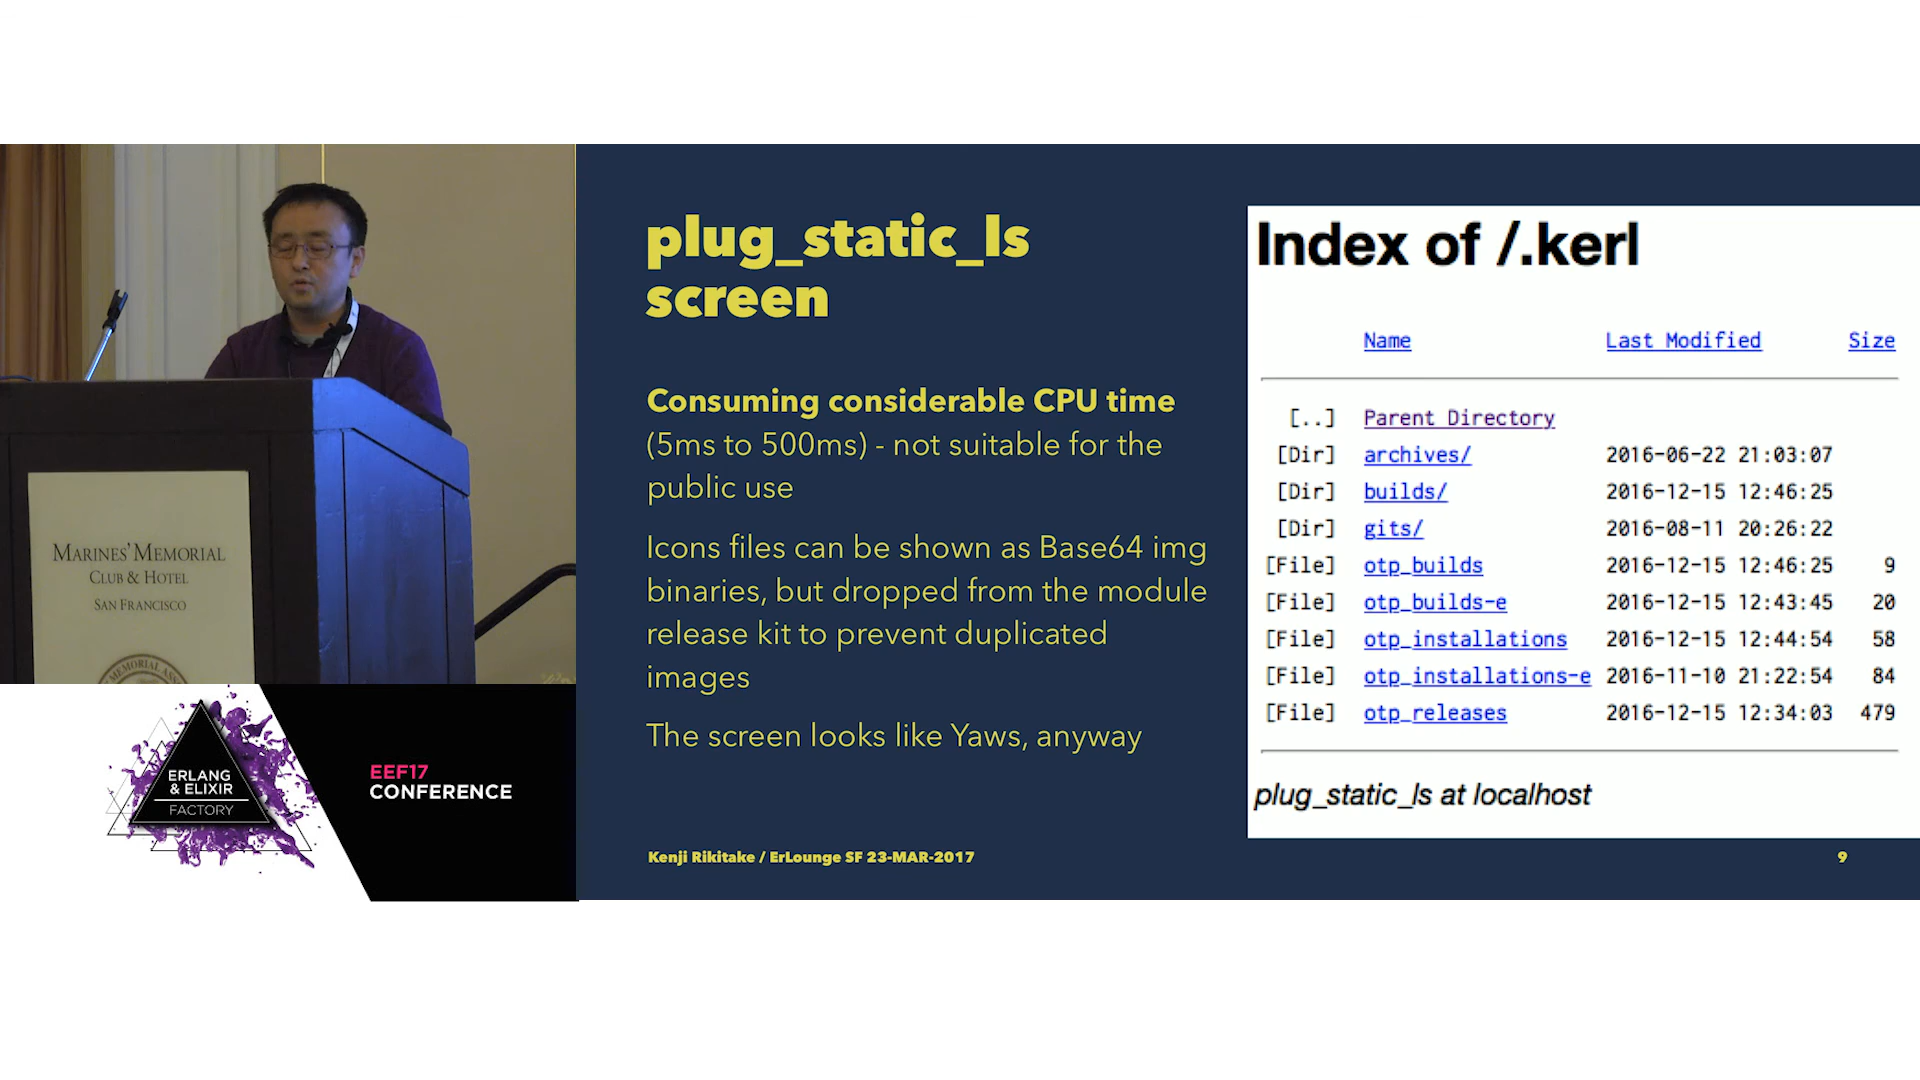 plug_static_ls
screen
Consuming considerable CPU time
(5ms to 500ms) - not suitable for the
public use
Icons files can be shown as Base64 img
binaries, but dropped from the module
release kit to prevent duplicated
images
The screen looks like Yaws, anyway
Kenji Rikitake / ErLounge SF 23-MAR-2017
9
Index of /.kerl
Name Last Modified Size
[..] Parent Directory
[Dir] archives/ 2016-06-22 21:03:07
[Dir] builds/ 2016-12-15 12:46:25
[Dir] gits/ 2016-08-11 20:26:22
[File] otp_builds 2016-12-15 12:46:25 9
[File] otp_builds-e 2016-12-15 12:43:45 20
[File] otp_installations 2016-12-15 12:44:54 58
[File] otp_installations-e 2016-11-10 21:22:54 84
[File] otp_releases 2016-12-15 12:34:03 479
plug_static_ls at localhost
MARINES' MEMORIAL
CLUB & HOTEL
SAN FRANCISCO
MEMORIAL
ERLANG
& ELIXIR
FACTORY
EEF17
CONFERENCE